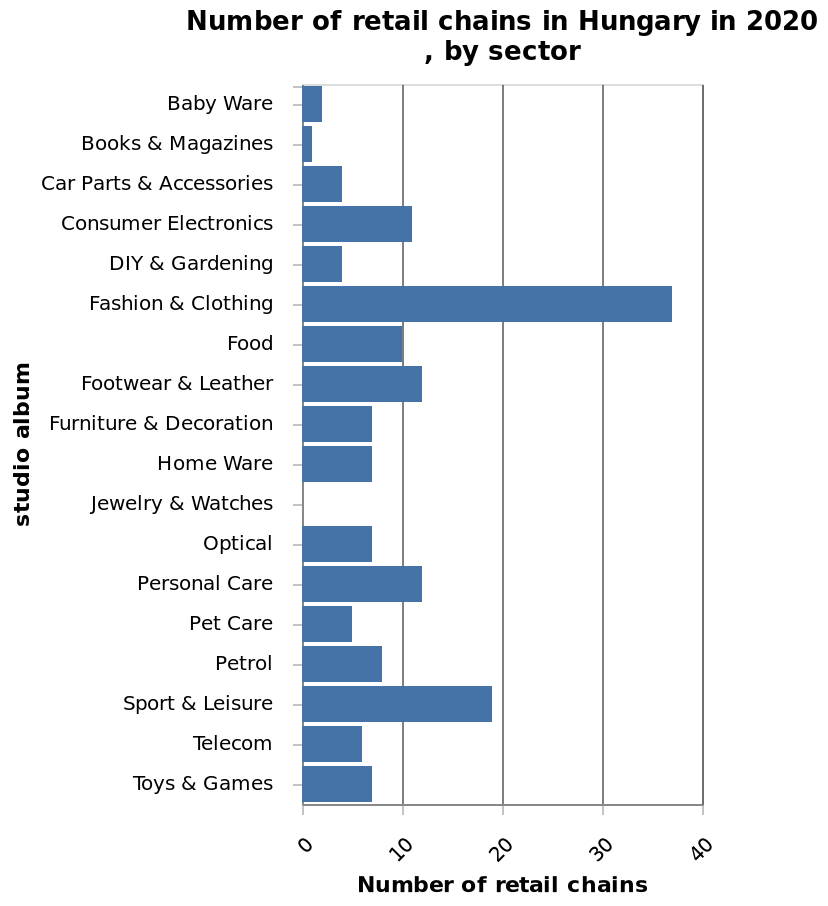 Number of retail chains in Hungary in 2020
, by sector
Baby Ware
Books & Magazines
Car Parts & Accessories
Consumer Electronics
DIY & Gardening
Fashion & Clothing
Food
Footwear & Leather
Furniture & Decoration
Home Ware
Jewelry & Watches
Optical
Personal Care
Pet Care
Petrol
Sport & Leisure
Telecom
Toys & Games
studio album
0 10 20 30 40
Number of retail chains